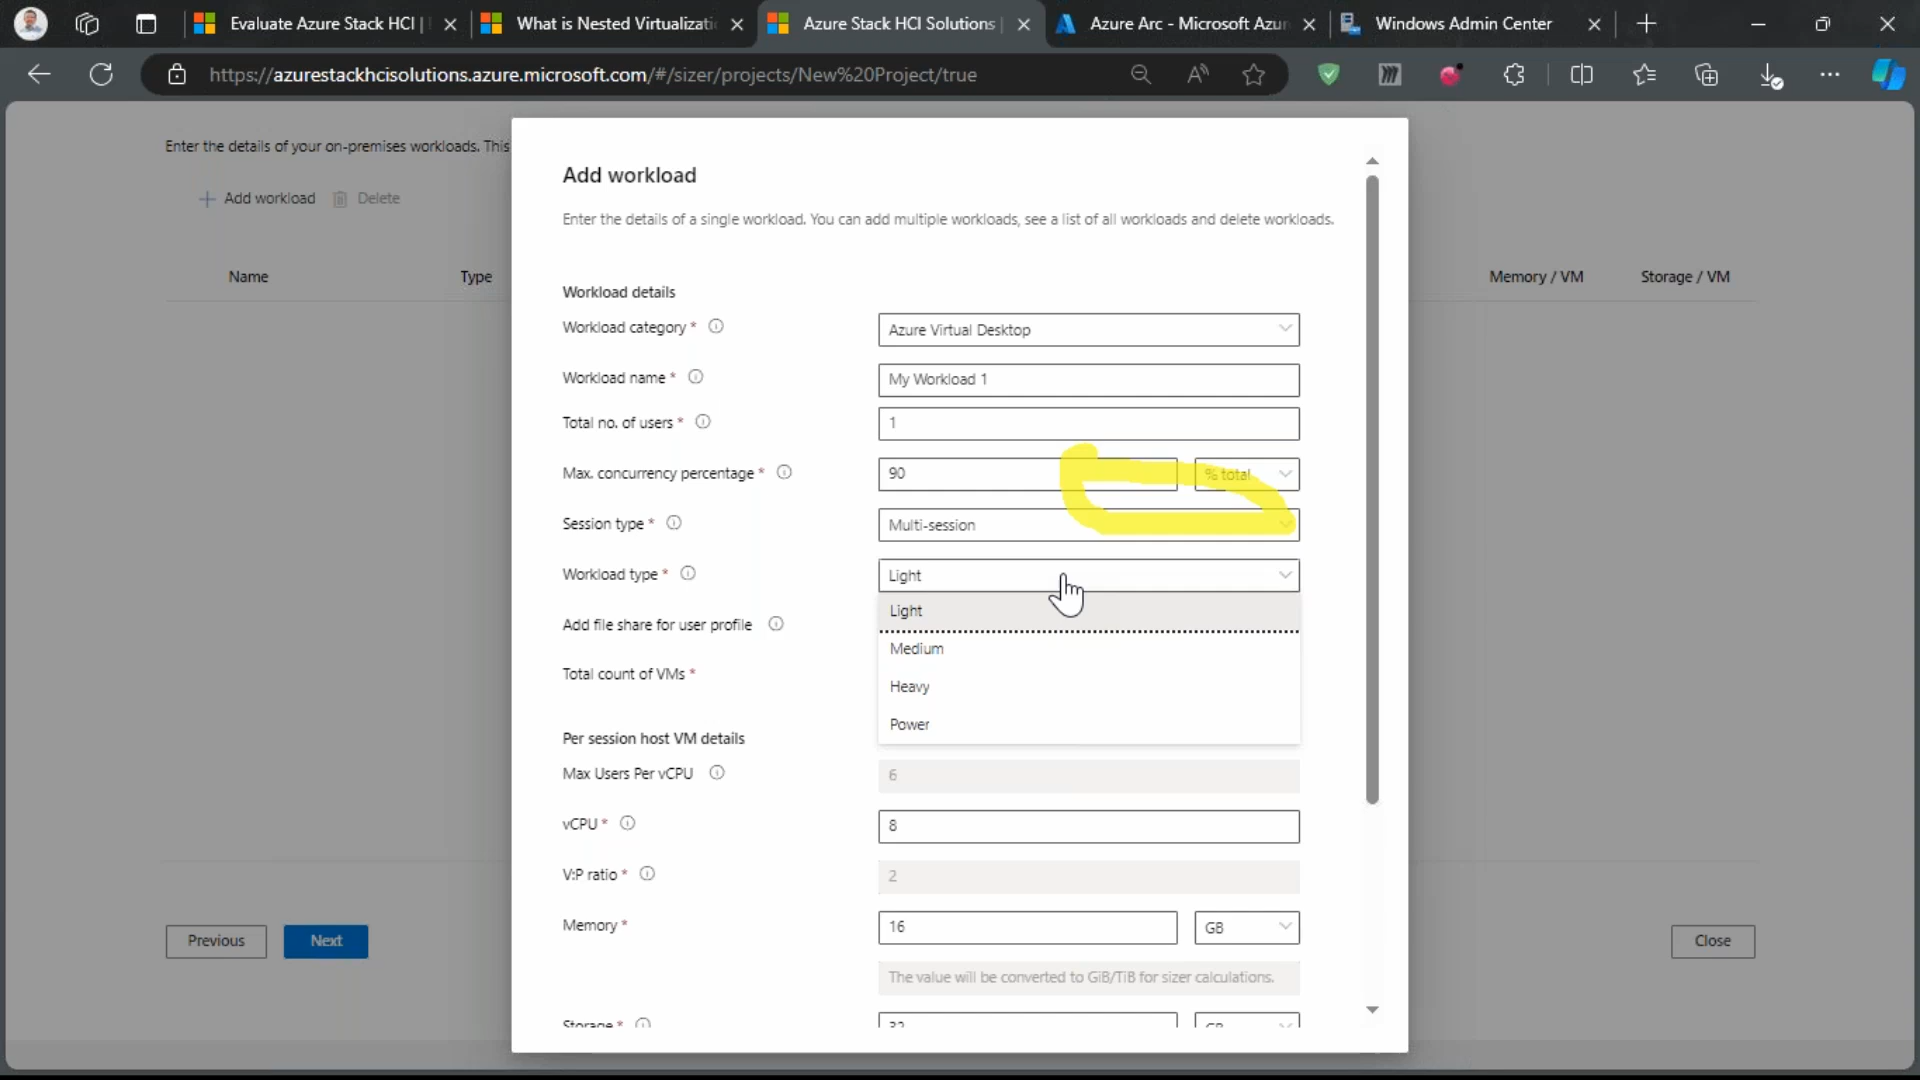 Evaluate Azure Stack HCI |
What is Nested Virtualizati
Azure Stack HCI Solutions |
Azure Arc - Microsoft Azur
Windows Admin Center
https://azurestackhcisolutions.azure.microsoft.com/#/sizer/projects/New%20Project/true
Enter the details of your on-premises workloads. This
Add workload
Delete
Name
Type
Memory / VM
Storage / VM
Add workload
Enter the details of a single workload. You can add multiple workloads, see a list of all workloads and delete workloads.
Workload details
Workload category *
Azure Virtual Desktop
Workload name *
My Workload 1
Total no. of users *
1
Max. concurrency percentage *
90
% total
Session type *
Multi-session
Workload type *
Light
Light
Medium
Heavy
Power
Add file share for user profile
Total count of VMs *
Per session host VM details
Max Users Per vCPU
6
vCPU *
8
V:P ratio *
2
Memory *
16
GB
The value will be converted to GiB/TiB for sizer calculations.
Storage *
32
GB
Previous
Next
Close